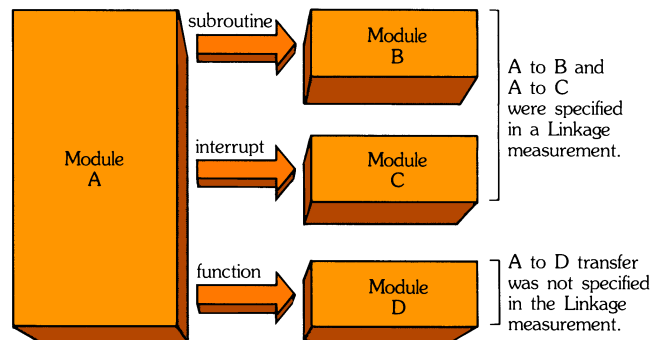 subroutine
Module
B
A to B and
A to C
were specified
in a Linkage
measurement.
Module
A
interrupt
Module
C
function
Module
D
A to D transfer
was not specified
in the Linkage
measurement.